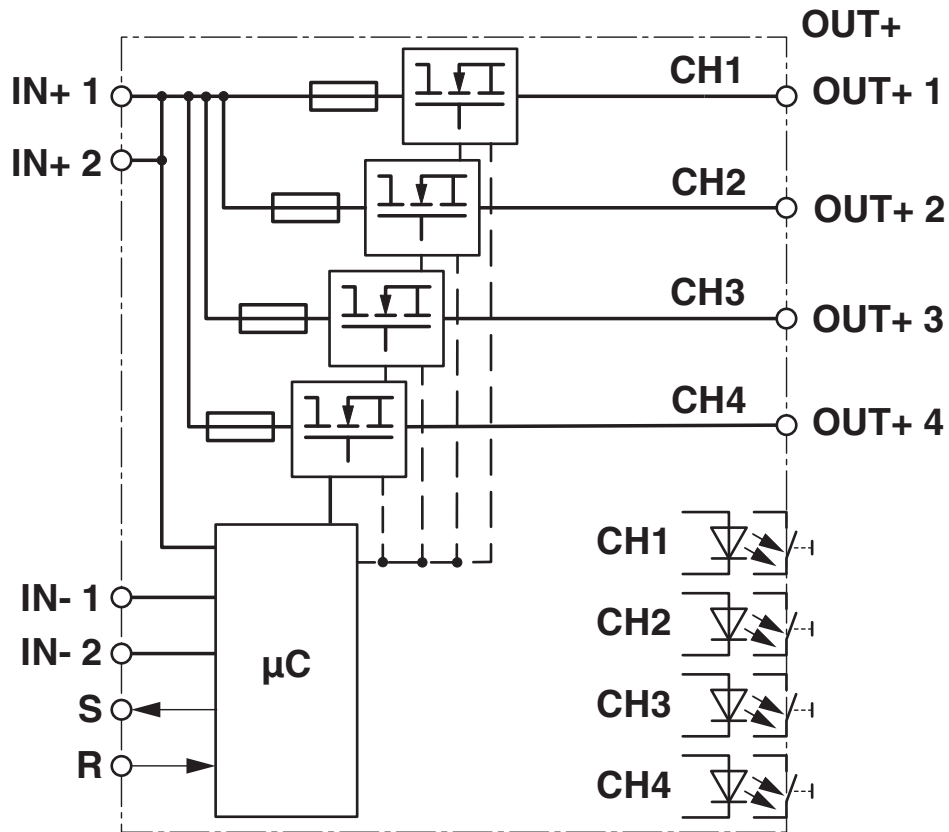 OUT+
IN+ 1
CH1
OUT+ 1
IN+ 2
CH2
OUT+ 2
CH3
OUT+ 3
CH4
OUT+ 4
CH1
IN- 1
CH2
IN- 2
µC
S
CH3
R
CH4